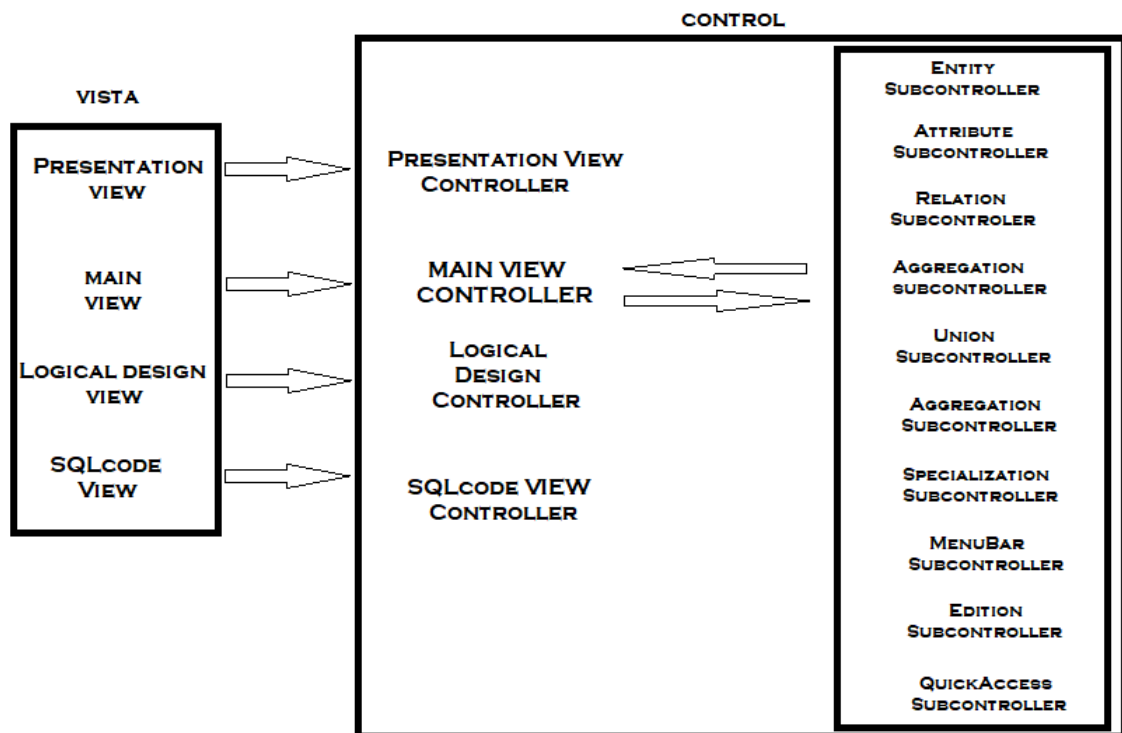 CONTROL
VISTA
PRESENTATION
VIEW
MAIN
VIEW
LOGICAL DESIGN
VIEW
SQLCODE
VIEW
PRESENTATION VIEW
CONTROLLER
MAIN VIEW
CONTROLLER
LOGICAL
DESIGN
CONTROLLER
SQLCODE VIEW
CONTROLLER
ENTITY
SUBCONTROLLER
ATTRIBUTE
SUBCONTROLLER
RELATION
SUBCONTROLER
AGGREGATION
SUBCONTROLLER
UNION
SUBCONTROLLER
AGGREGATION
SUBCONTROLLER
SPECIALIZATION
SUBCONTROLLER
MENUBAR
SUBCONTROLLER
EDITION
SUBCONTROLLER
QUICKACCESS
SUBCONTROLLER